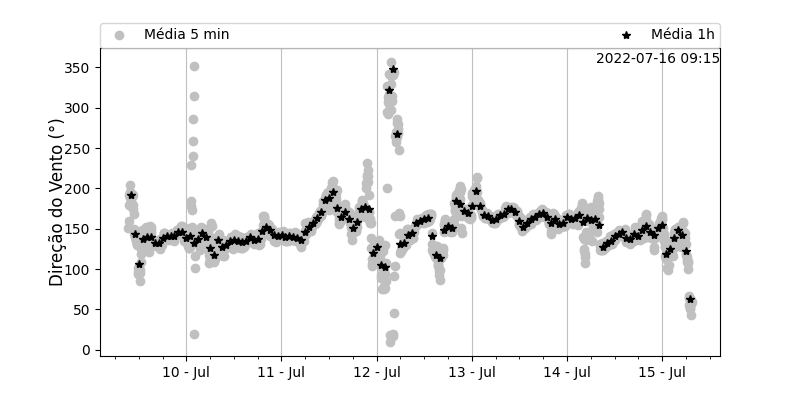 Média 5 min
Média 1h
2022-07-16 09:15
Direção do Vento (°)
350
300
250
200
150
100
50
0
10 - Jul
11 - Jul
12 - Jul
13 - Jul
14 - Jul
15 - Jul